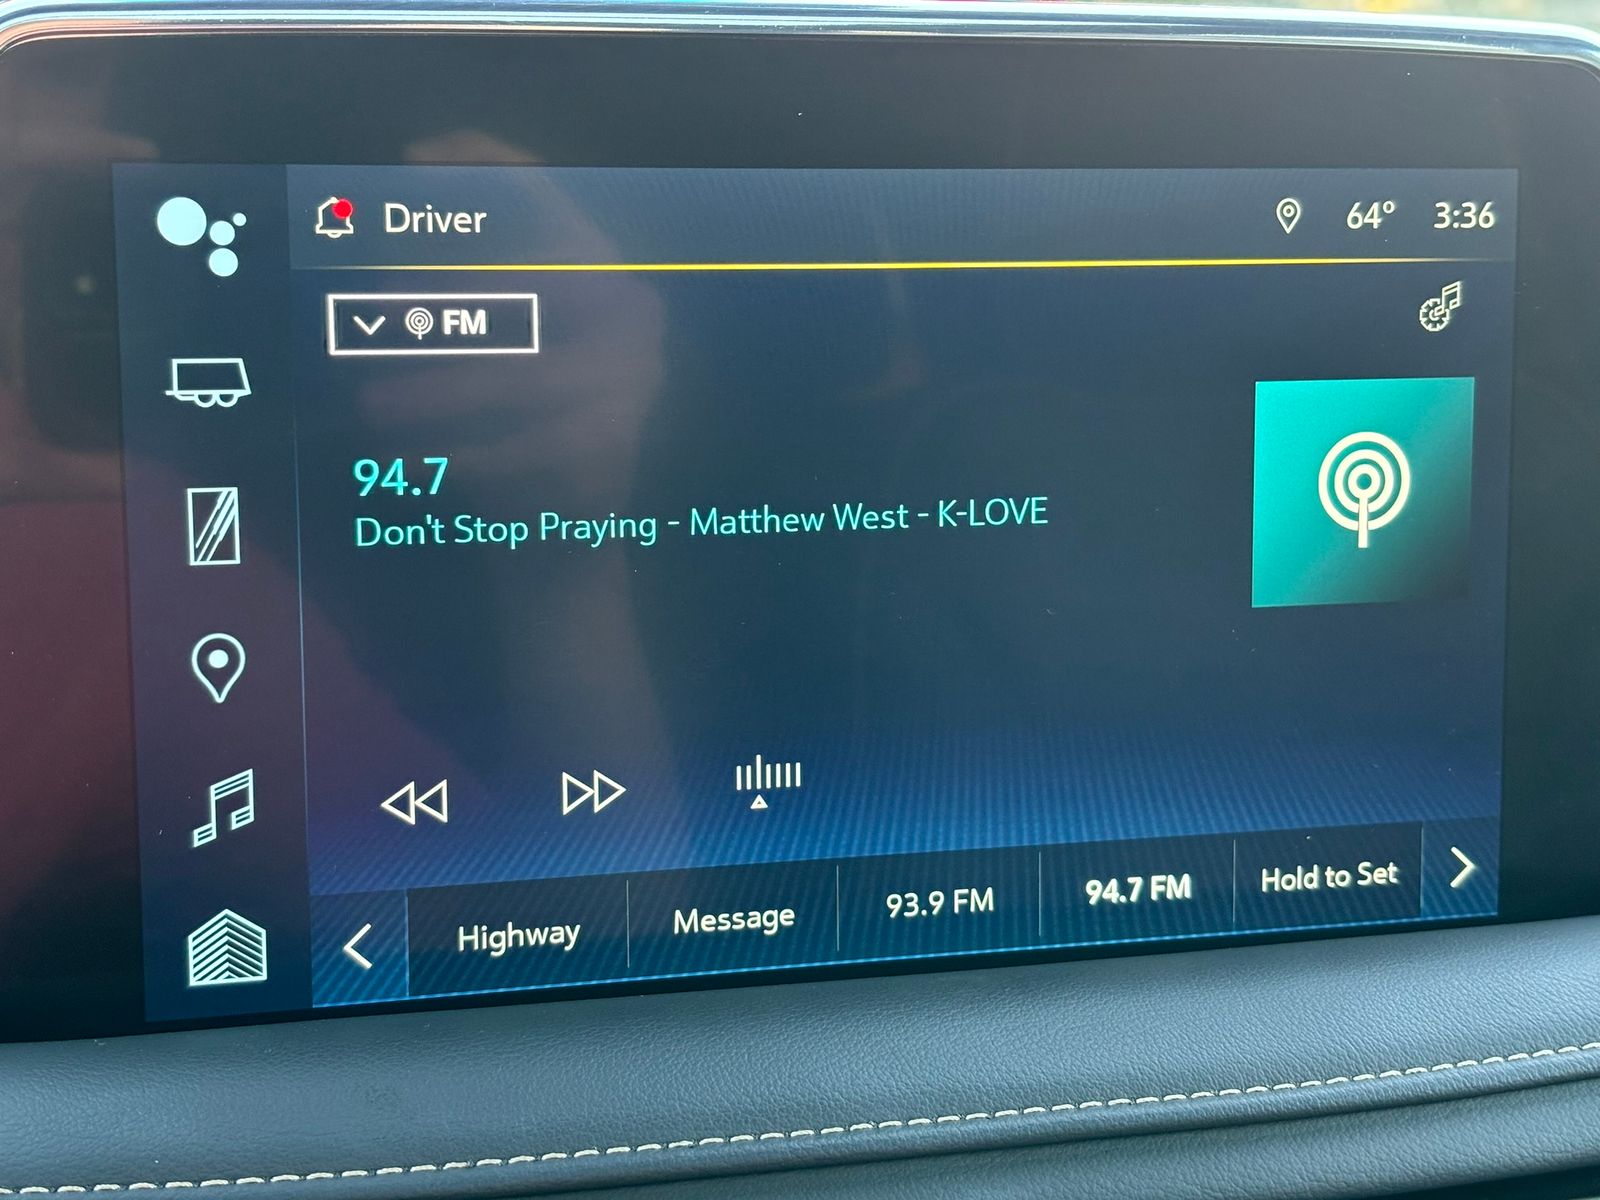 Driver
64° 3:36
FM
94.7
Don't Stop Praying - Matthew West - K-LOVE
Highway
Message
93.9 FM
94.7 FM
Hold to Set